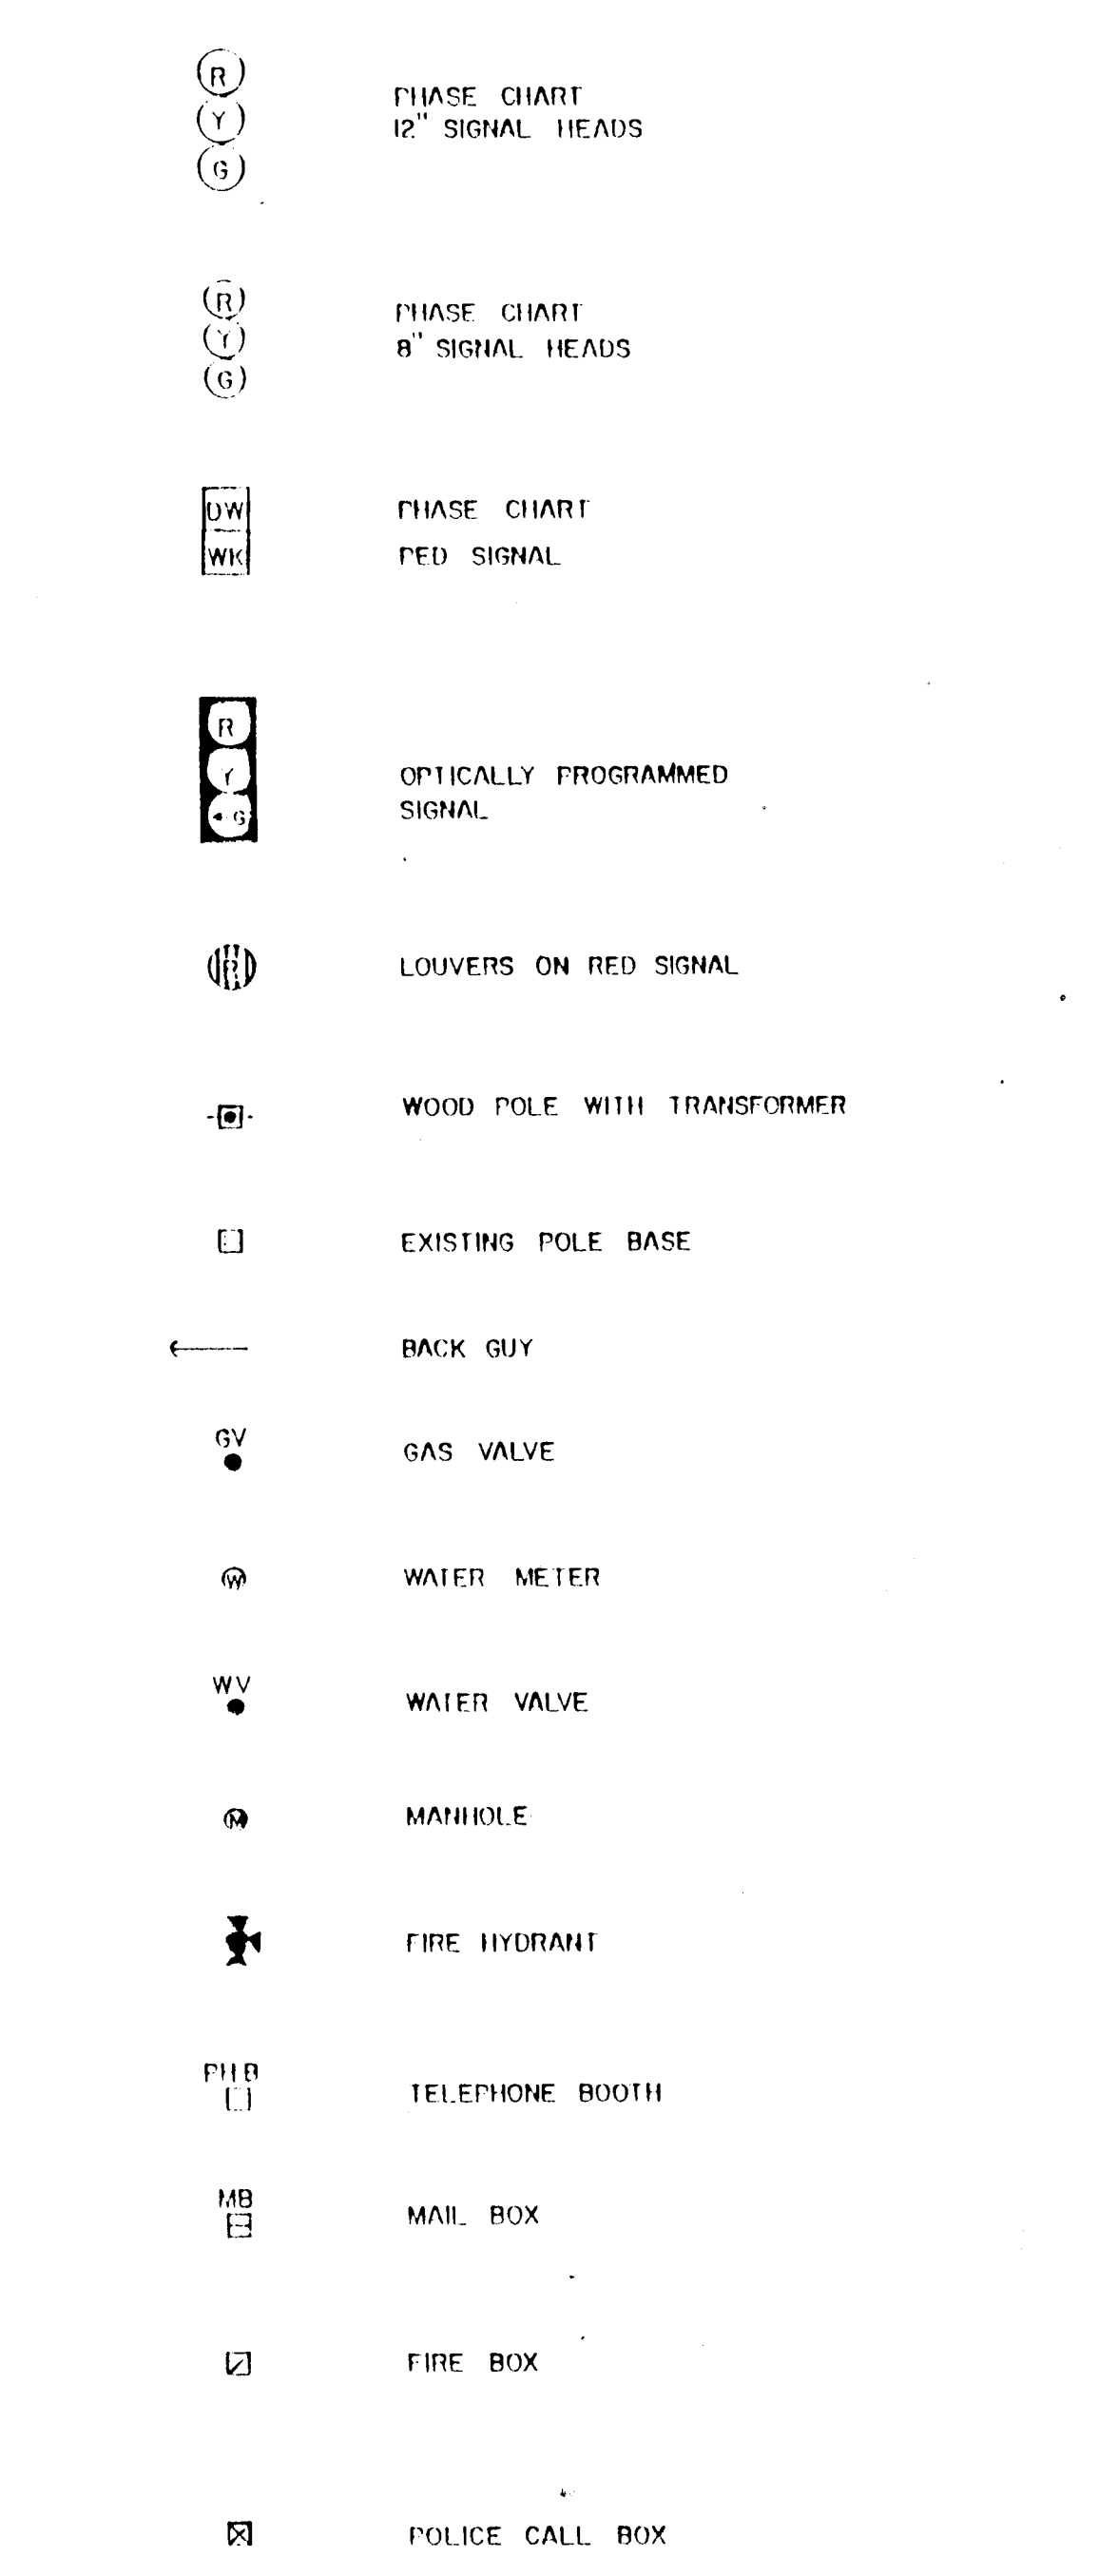 R
Y
G
PHASE CHART
12" SIGNAL HEADS
R
Y
G
PHASE CHART
8" SIGNAL HEADS
DW
WK
PHASE CHART
PED SIGNAL
R
Y
G
OPTICALLY PROGRAMMED
SIGNAL
R
LOUVERS ON RED SIGNAL
WOOD POLE WITH TRANSFORMER
EXISTING POLE BASE
BACK GUY
GV
GAS VALVE
W
WATER METER
WV
WATER VALVE
M
MANHOLE
FIRE HYDRANT
PHB
TELEPHONE BOOTH
MB
MAIL BOX
FIRE BOX
POLICE CALL BOX